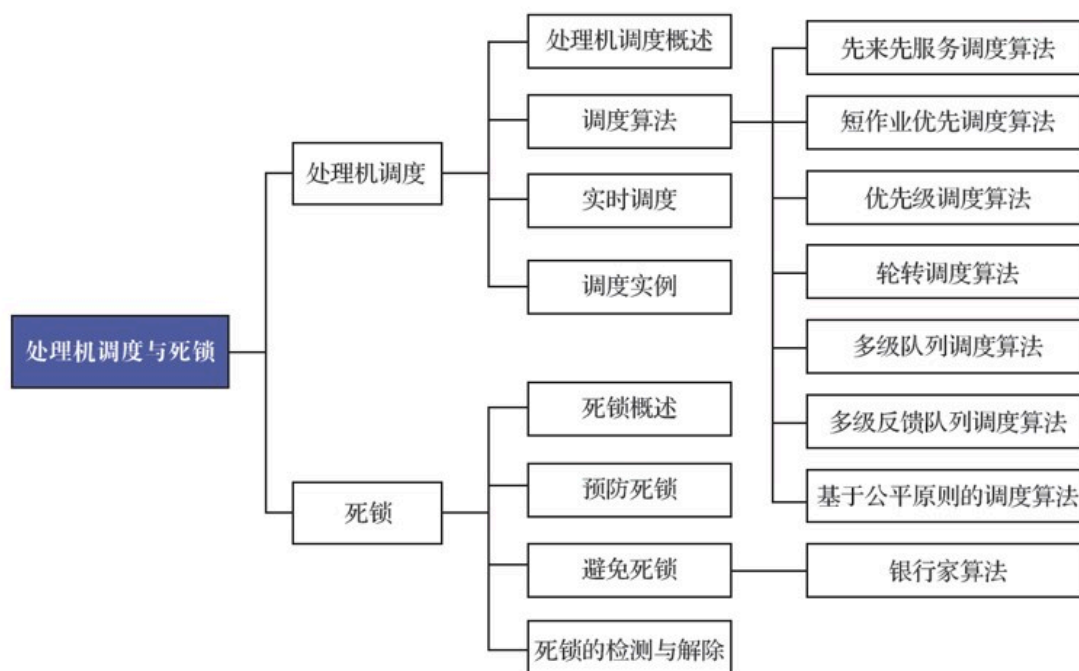 处理机调度与死锁
处理机调度
处理机调度概述
调度算法
先来先服务调度算法
短作业优先调度算法
优先级调度算法
轮转调度算法
多级队列调度算法
多级反馈队列调度算法
基于公平原则的调度算法
实时调度
调度实例
死锁
死锁概述
预防死锁
避免死锁
银行家算法
死锁的检测与解除